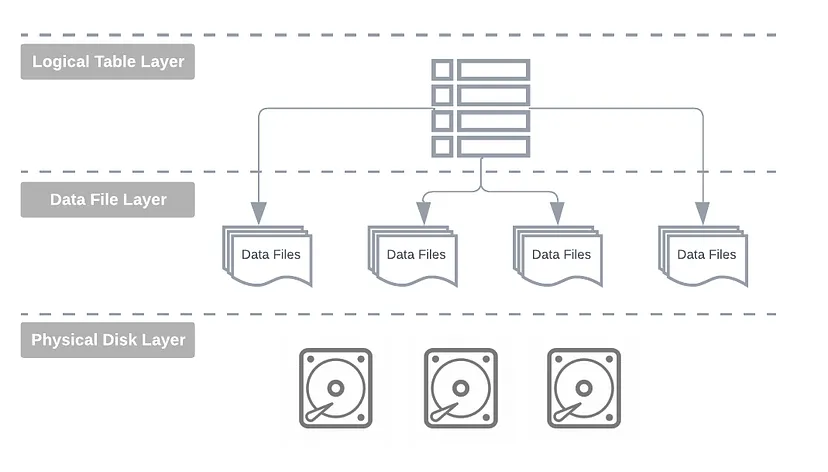 Logical Table Layer
Data File Layer
Data Files
Data Files
Data Files
Data Files
Physical Disk Layer